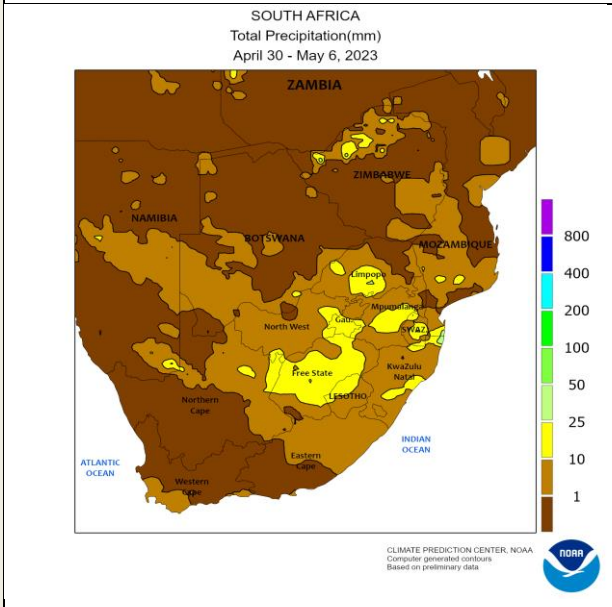 SOUTH AFRICA
Total Precipitation(mm)
April 30 - May 6, 2023
ZAMBIA
ZIMBABWE
NAMIBIA
BOTSWANA
MOZAMBIQUE
Limpopo
Mpumalanga
North West
Gau
SWAZ
KwaZulu
Natal
Free State
LESOTHO
Northern
Cape
Eastern
Cape
Western
Cape
ATLANTIC
OCEAN
INDIAN
OCEAN
800
400
200
100
50
25
10
1
CLIMATE PREDICTION CENTER, NOAA
Computer generated contours
Based on preliminary data
NOAA